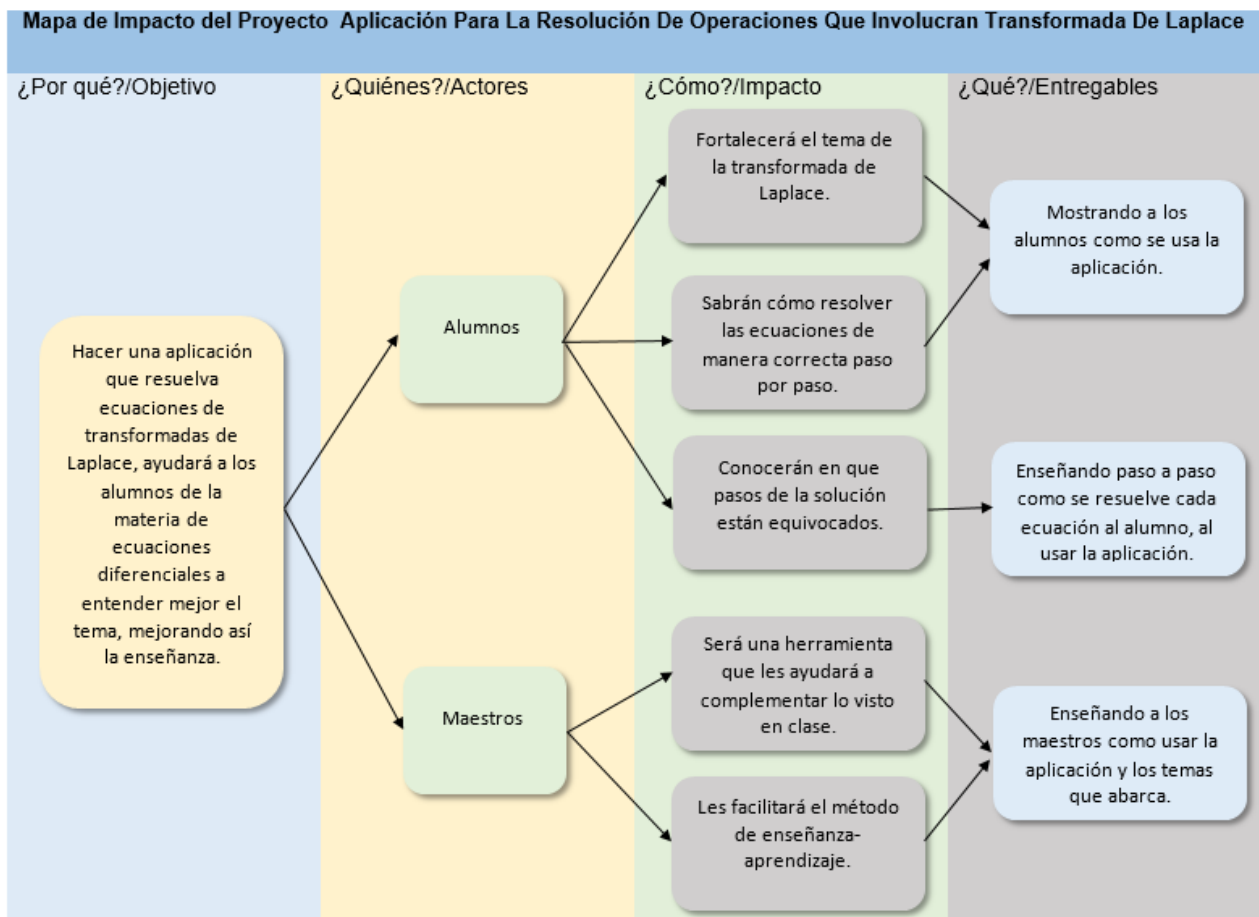 Mapa de Impacto del Proyecto Aplicación Para La Resolución De Operaciones Que Involucran Transformada De Laplace
¿Por qué?/Objetivo
¿Quiénes?/Actores
¿Cómo?/Impacto
¿Qué?/Entregables
Hacer una aplicación
que resuelva
ecuaciones de
transformadas de
Laplace, ayudará a los
alumnos de la
materia de
ecuaciones
diferenciales a
entender mejor el
tema, mejorando así
la enseñanza.
Alumnos
Maestros
Fortalecerá el tema de
la transformada de
Laplace.
Sabrán cómo resolver
las ecuaciones de
manera correcta paso
por paso.
Conocerán en que
pasos de la solución
están equivocados.
Será una herramienta
que les ayudará a
complementar lo visto
en clase.
Les facilitará el método
de enseñanza-
aprendizaje.
Mostrando a los
alumnos como se usa la
aplicación.
Enseñando paso a paso
como se resuelve cada
ecuación al alumno, al
usar la aplicación.
Enseñando a los
maestros como usar la
aplicación y los temas
que abarca.